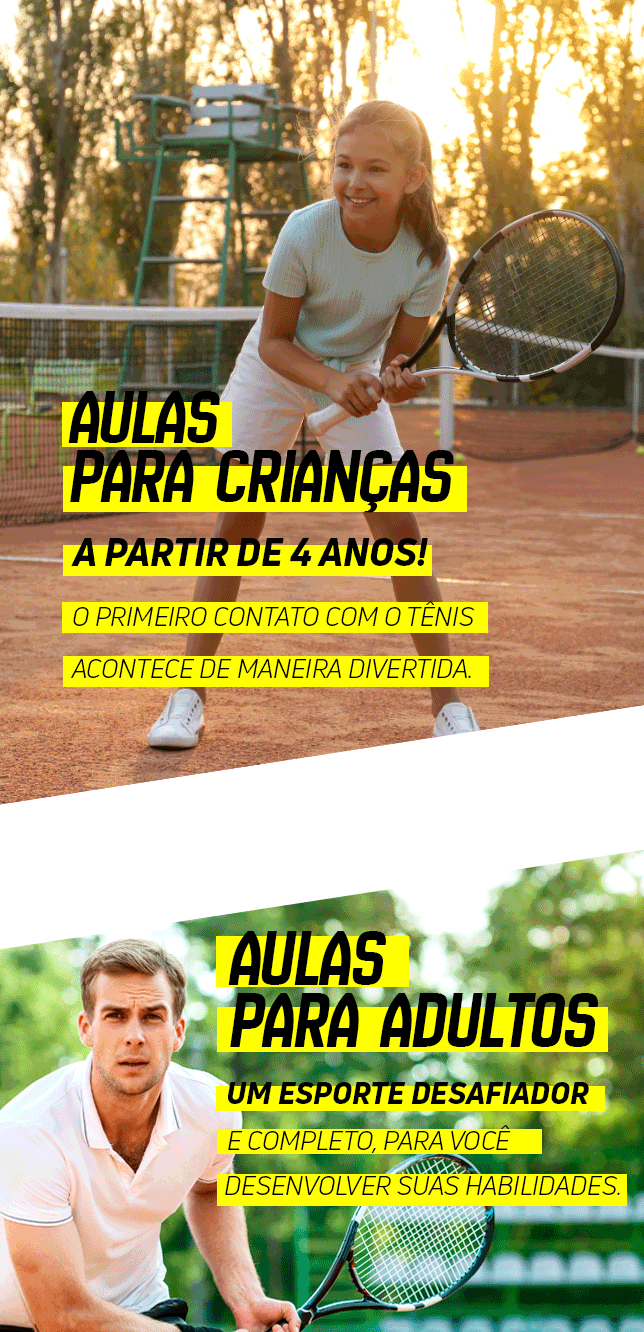 AULAS
PARA CRIANÇAS
A PARTIR DE 4 ANOS!
O PRIMEIRO CONTATO COM O TÊNIS
ACONTECE DE MANEIRA DIVERTIDA.
AULAS
PARA ADULTOS
UM ESPORTE DESAFIADOR
E COMPLETO, PARA VOCÊ
DESENVOLVER SUAS HABILIDADES.